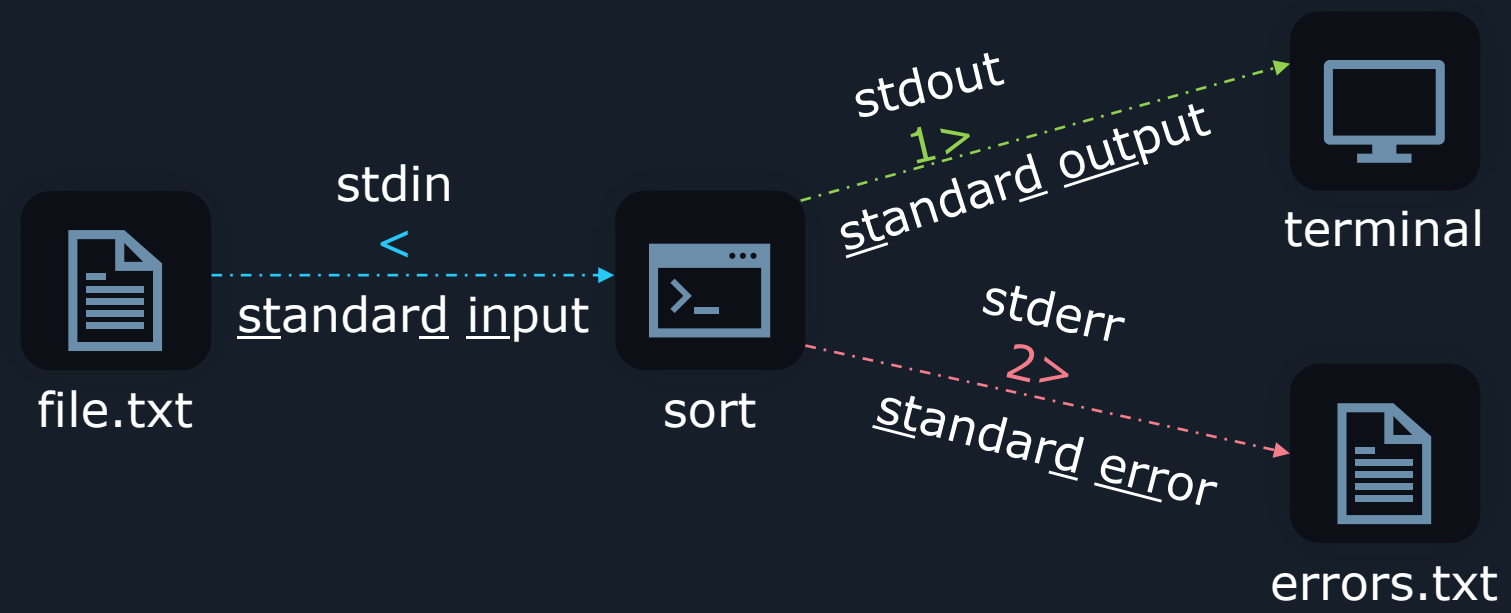 stdin
<
standard input
file.txt
sort
stdout
1>
standard output
terminal
stderr
2>
standard error
errors.txt